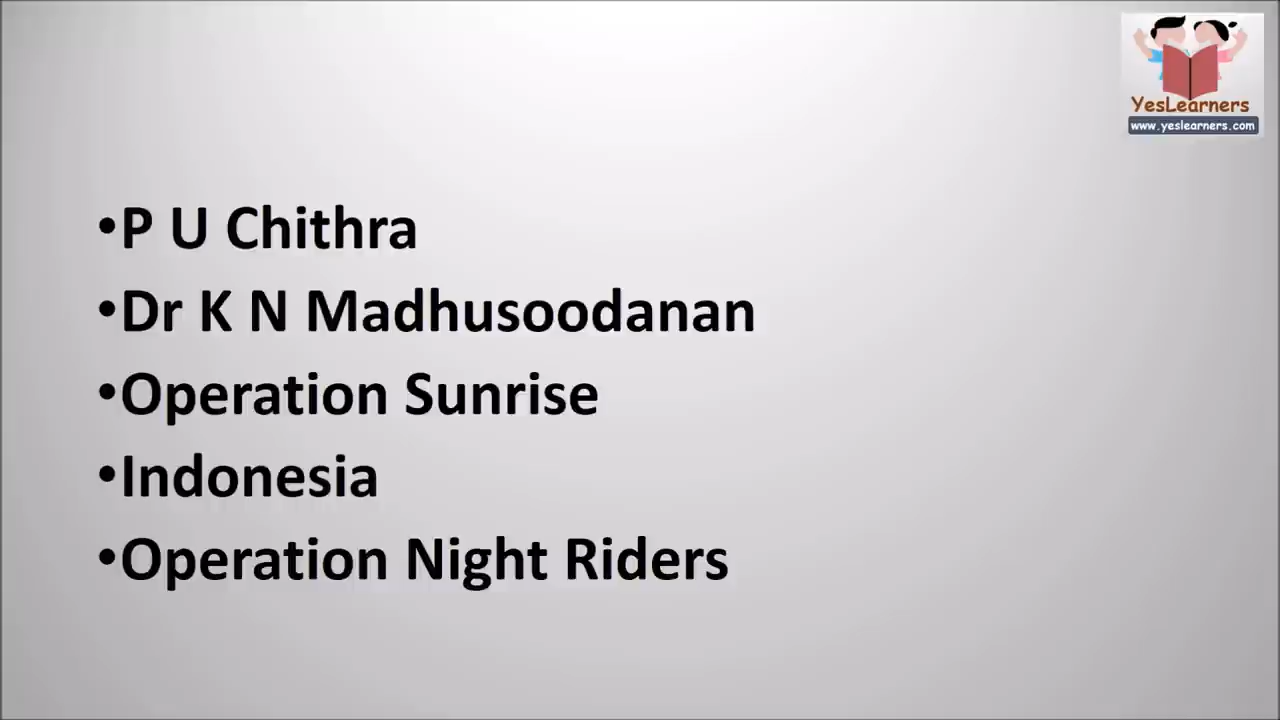 YesLearners
www.yeslearners.com
•P U Chithra
•Dr K N Madhusoodanan
•Operation Sunrise
•Indonesia
•Operation Night Riders